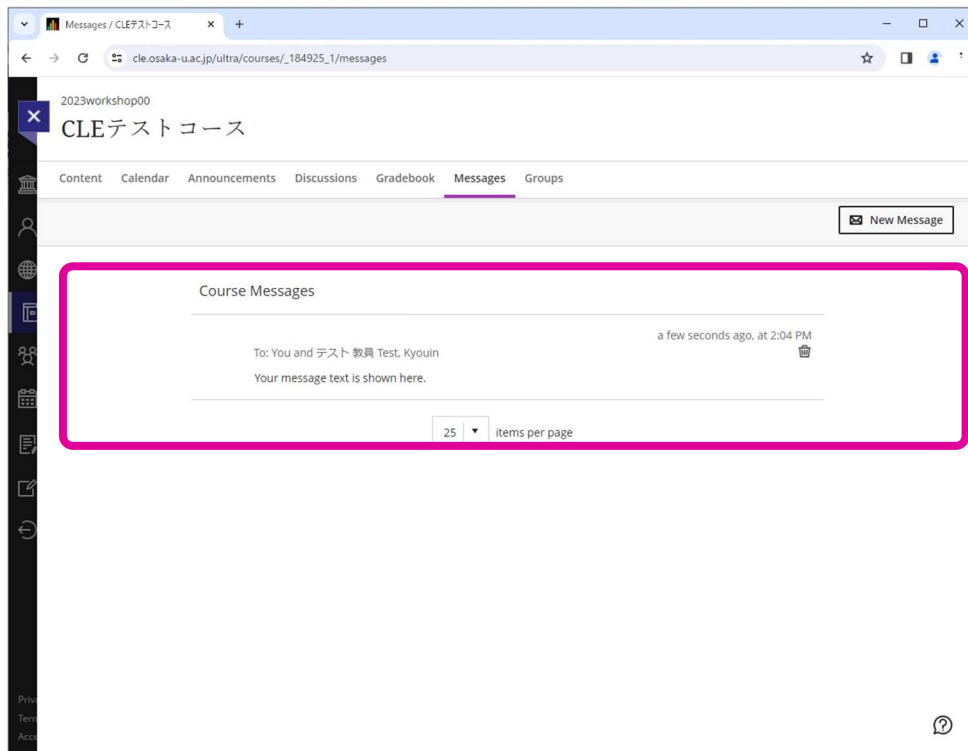 Messages / CLEテストコース
cle.osaka-u.ac.jp/ultra/courses/_184925_1/messages
2023workshop00
CLEテストコース
Content Calendar Announcements Discussions Gradebook Messages Groups
New Message
Course Messages
a few seconds ago, at 2:04 PM
To: You and テスト 教員 Test, Kyouin
Your message text is shown here.
25 items per page